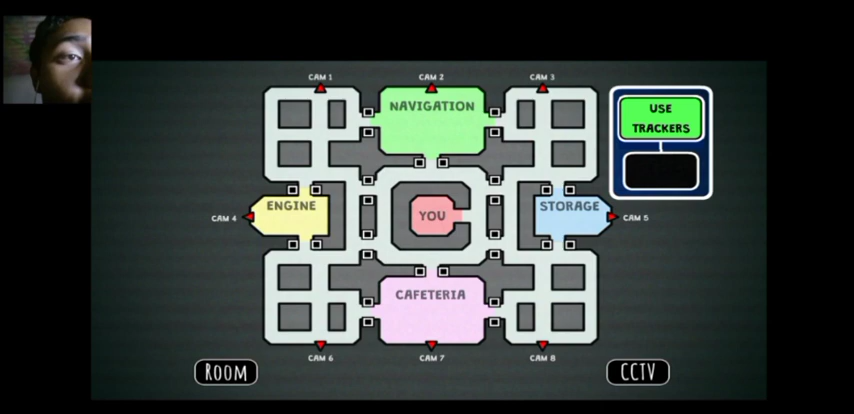 CAM 1
CAM 2
CAM 3
NAVIGATION
USE
TRACKERS
ENGINE
YOU
STORAGE
CAM 4
CAM 5
CAFETERIA
CAM 6
CAM 7
CAM 8
ROOM
CCTV